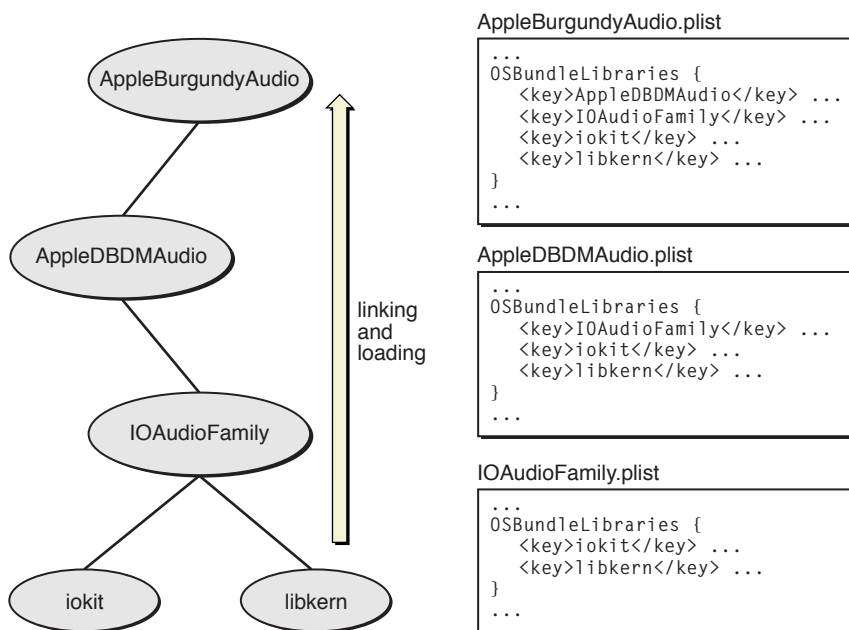 AppleBurgundyAudio
AppleDBDMAudio
IOAudioFamily
iokit
libkern
linking
and
loading
AppleBurgundyAudio.plist
...
OSBundleLibraries {
<key>AppleDBDMAudio</key> ...
<key>IOAudioFamily</key> ...
<key>iokit</key> ...
<key>libkern</key> ...
}
...
AppleDBDMAudio.plist
...
OSBundleLibraries {
<key>IOAudioFamily</key> ...
<key>iokit</key> ...
<key>libkern</key> ...
}
...
IOAudioFamily.plist
...
OSBundleLibraries {
<key>iokit</key> ...
<key>libkern</key> ...
}
...